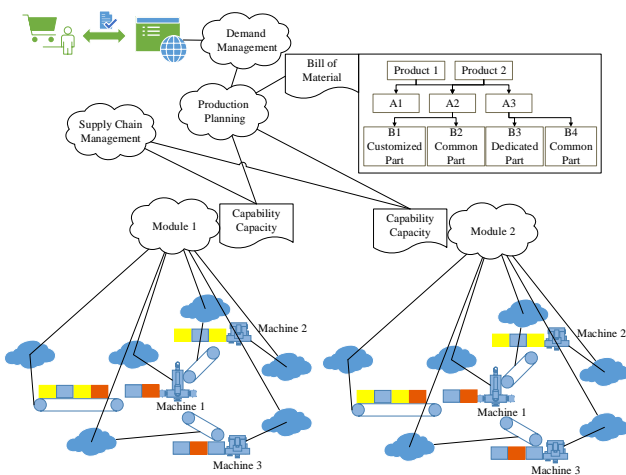 Demand
Management
Bill of
Material
Product 1
Product 2
A1
A2
A3
B1
Customized
Part
B2
Common
Part
B3
Dedicated
Part
B4
Common
Part
Production
Planning
Supply Chain
Management
Module 1
Capability
Capacity
Capability
Capacity
Module 2
Machine 2
Machine 1
Machine 3
Machine 2
Machine 1
Machine 3